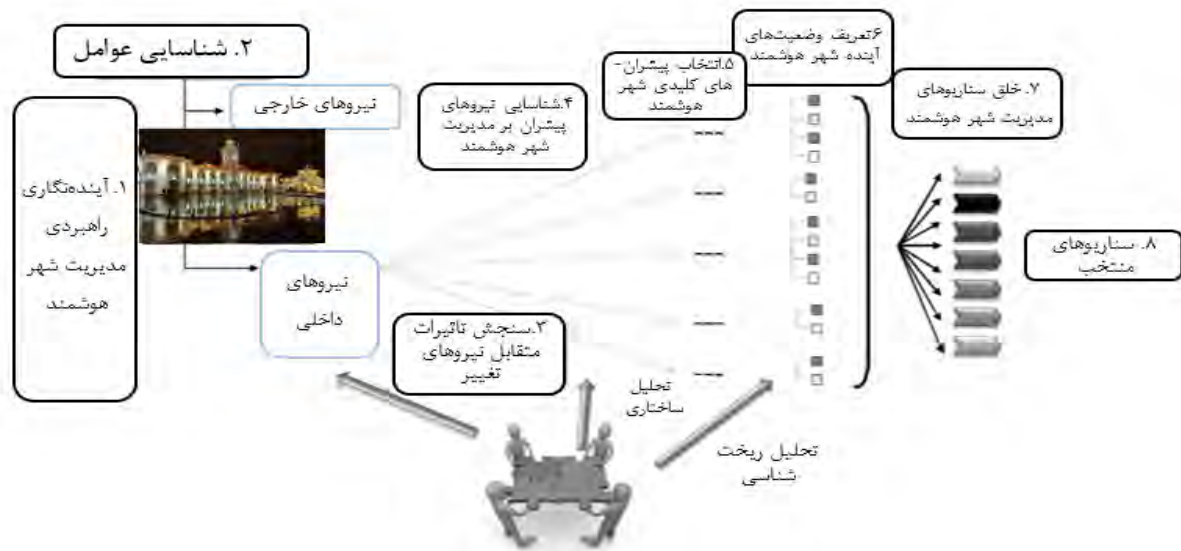 ۱. آینده‌نگاری
راهبردی
مدیریت شهر
هوشمند
۲. شناسایی عوامل
نیروهای خارجی
نیروهای
داخلی
۳.سنجش تاثیرات
متقابل نیروهای
تغییر
۴.شناسایی نیروهای
پیشران بر مدیریت
شهر هوشمند
۵.انتخاب پیشران-
های کلیدی شهر
هوشمند
۶تعریف وضعیت‌های
آینده شهر هوشمند
۷. خلق سناریوهای
مدیریت شهر هوشمند
۸. سناریوهای
منتخب
تحلیل
ساختاری
تحلیل ریخت
شناسی